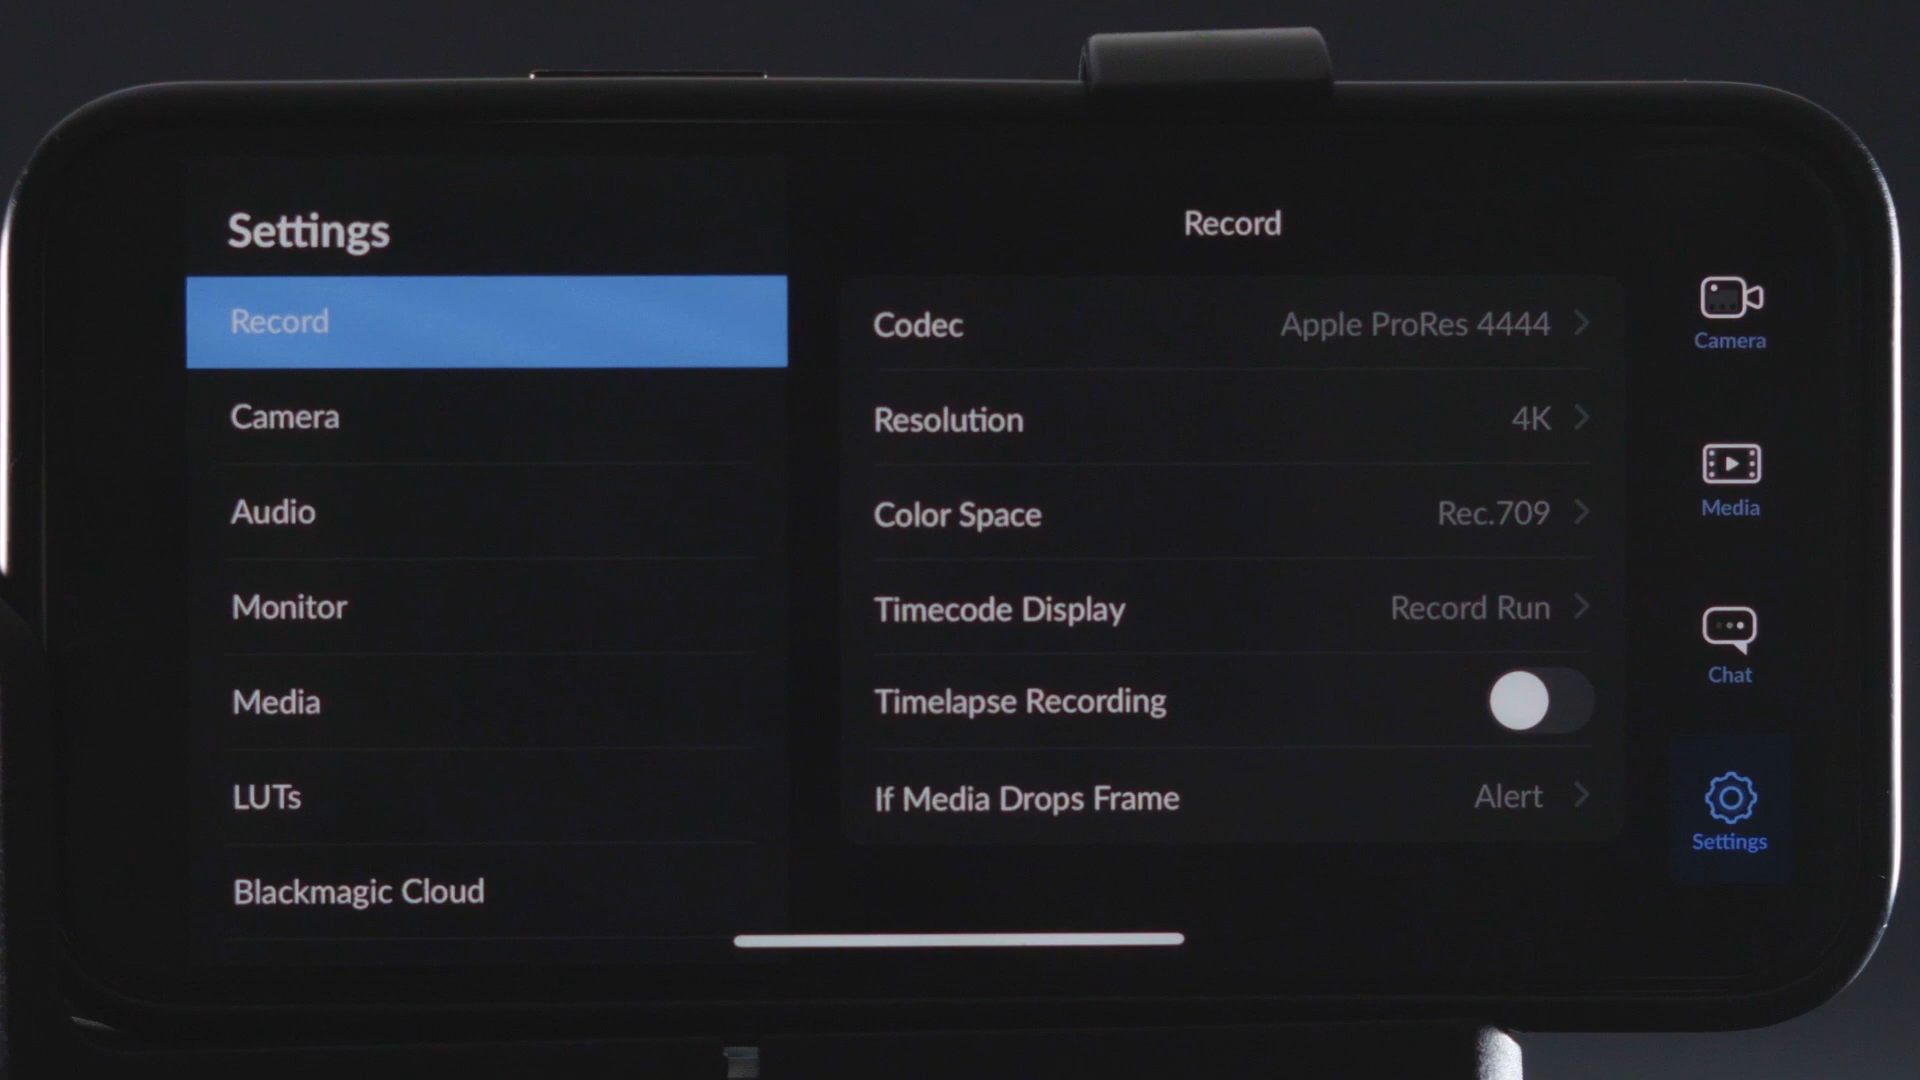 Settings
Record
Camera
Audio
Monitor
Media
LUTs
Blackmagic Cloud
Record
Codec Apple ProRes 4444
Resolution 4K
Color Space Rec.709
Timecode Display Record Run
Timelapse Recording
If Media Drops Frame Alert
Camera
Media
Chat
Settings